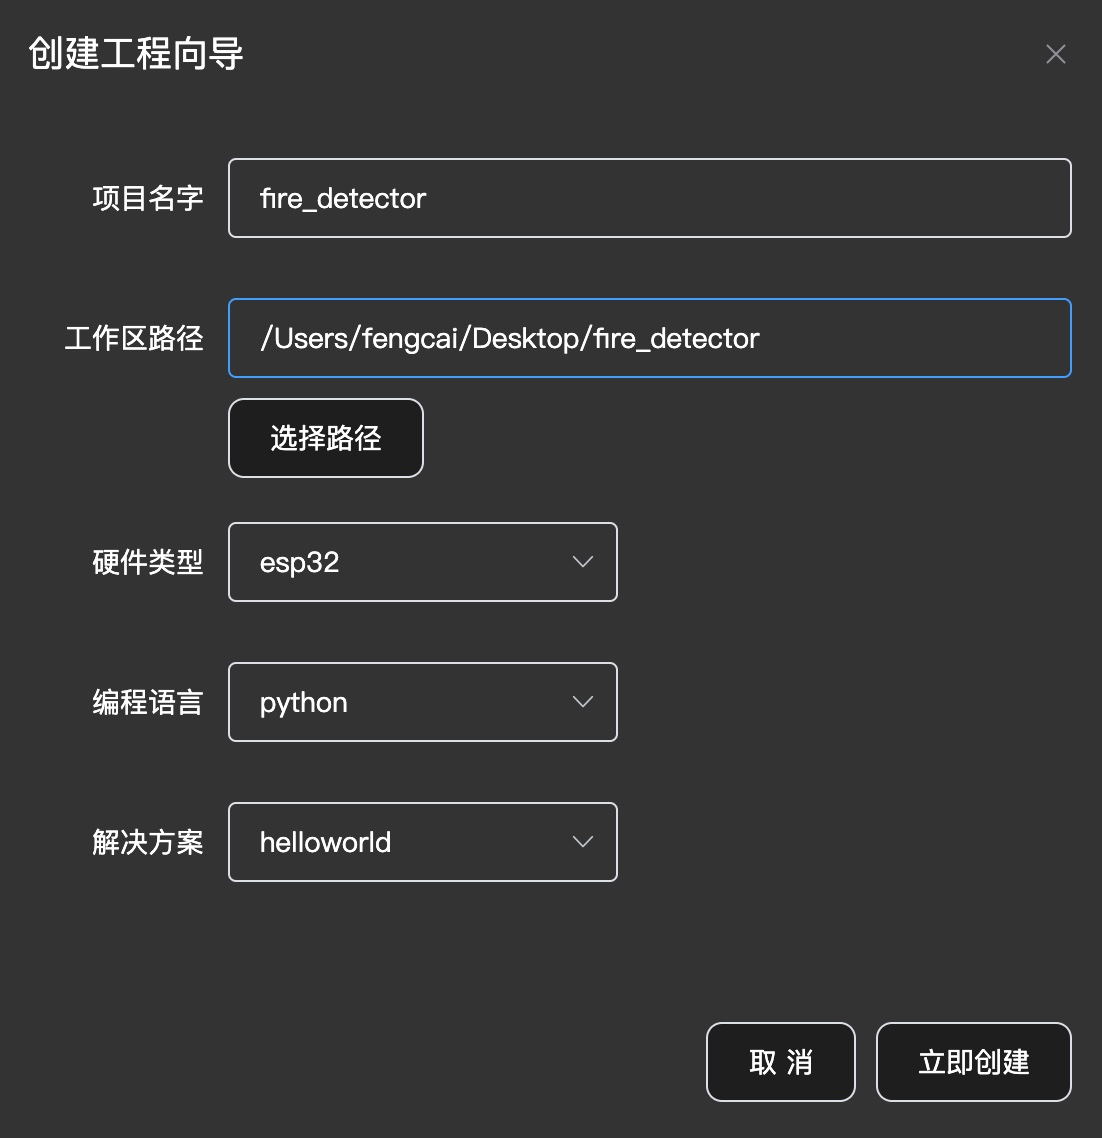 创建工程向导
项目名字 fire_detector
工作区路径 /Users/fengcai/Desktop/fire_detector
选择路径
硬件类型 esp32
编程语言 python
解决方案 helloworld
取 消 立即创建